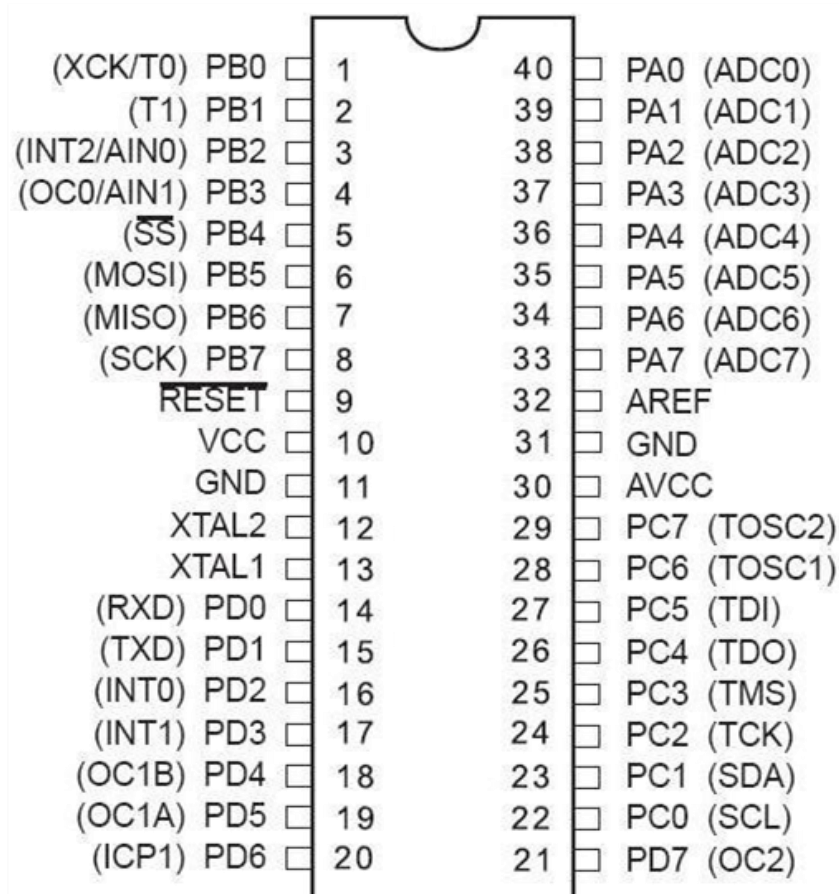 (XCK/T0) PB0 1 40 PA0 (ADC0)
(T1) PB1 2 39 PA1 (ADC1)
(INT2/AIN0) PB2 3 38 PA2 (ADC2)
(OC0/AIN1) PB3 4 37 PA3 (ADC3)
(SS) PB4 5 36 PA4 (ADC4)
(MOSI) PB5 6 35 PA5 (ADC5)
(MISO) PB6 7 34 PA6 (ADC6)
(SCK) PB7 8 33 PA7 (ADC7)
RESET 9 32 AREF
VCC 10 31 GND
GND 11 30 AVCC
XTAL2 12 29 PC7 (TOSC2)
XTAL1 13 28 PC6 (TOSC1)
(RXD) PD0 14 27 PC5 (TDI)
(TXD) PD1 15 26 PC4 (TDO)
(INT0) PD2 16 25 PC3 (TMS)
(INT1) PD3 17 24 PC2 (TCK)
(OC1B) PD4 18 23 PC1 (SDA)
(OC1A) PD5 19 22 PC0 (SCL)
(ICP1) PD6 20 21 PD7 (OC2)